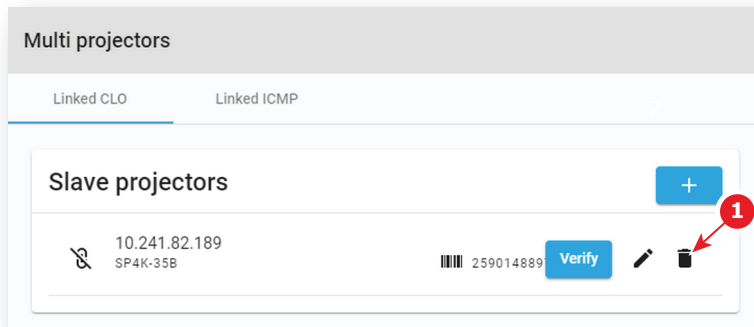 Multi projectors
Linked CLO Linked ICMP
Slave projectors
+
1
10.241.82.189
SP4K-35B
259014889
Verify